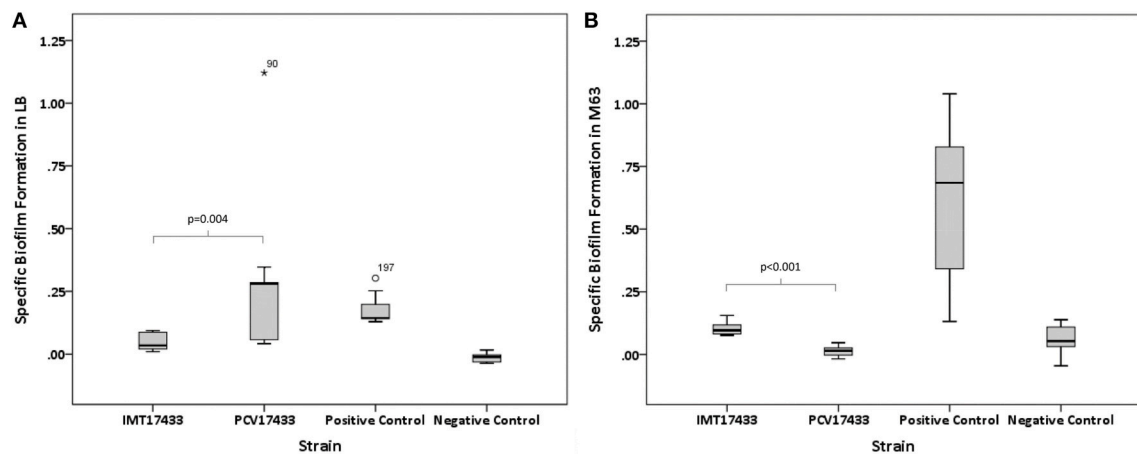 A
Specific Biofilm Formation in LB
1.25
1.00
.75
.50
.25
.00
*90
p=0.004
197
IMT17433 PCV17433 Positive Control Negative Control
Strain
B
Specific Biofilm Formation in M63
1.25
1.00
.75
.50
.25
.00
p<0.001
IMT17433 PCV17433 Positive Control Negative Control
Strain